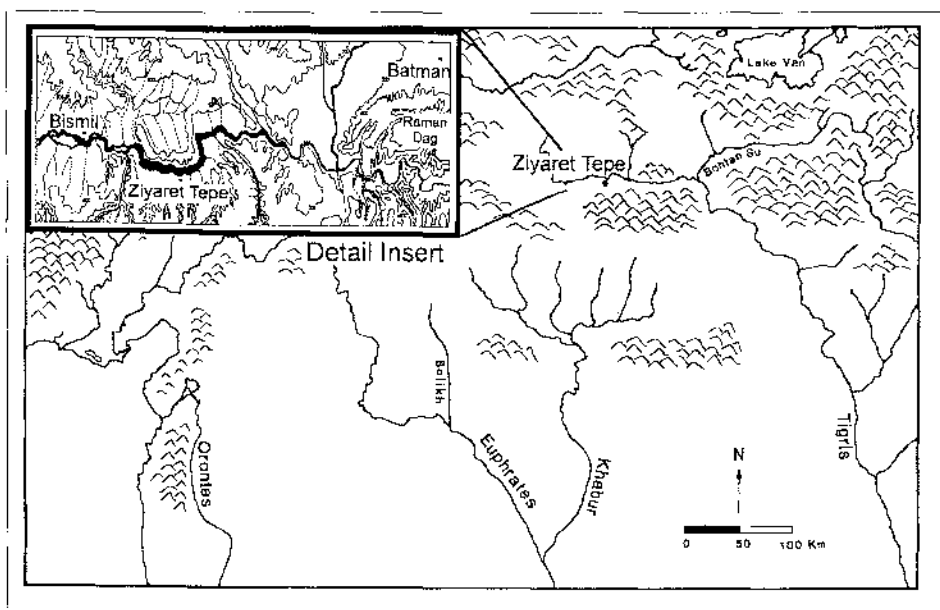 Batman
Bismil
Raman
Dag
Ziyaret Tepe
Detail Insert
Lake Van
Ziyaret Tepe
Bohtan Su
Balikh
Orontes
Euphrates
Khabur
Tigris
N
0 50 100 Km